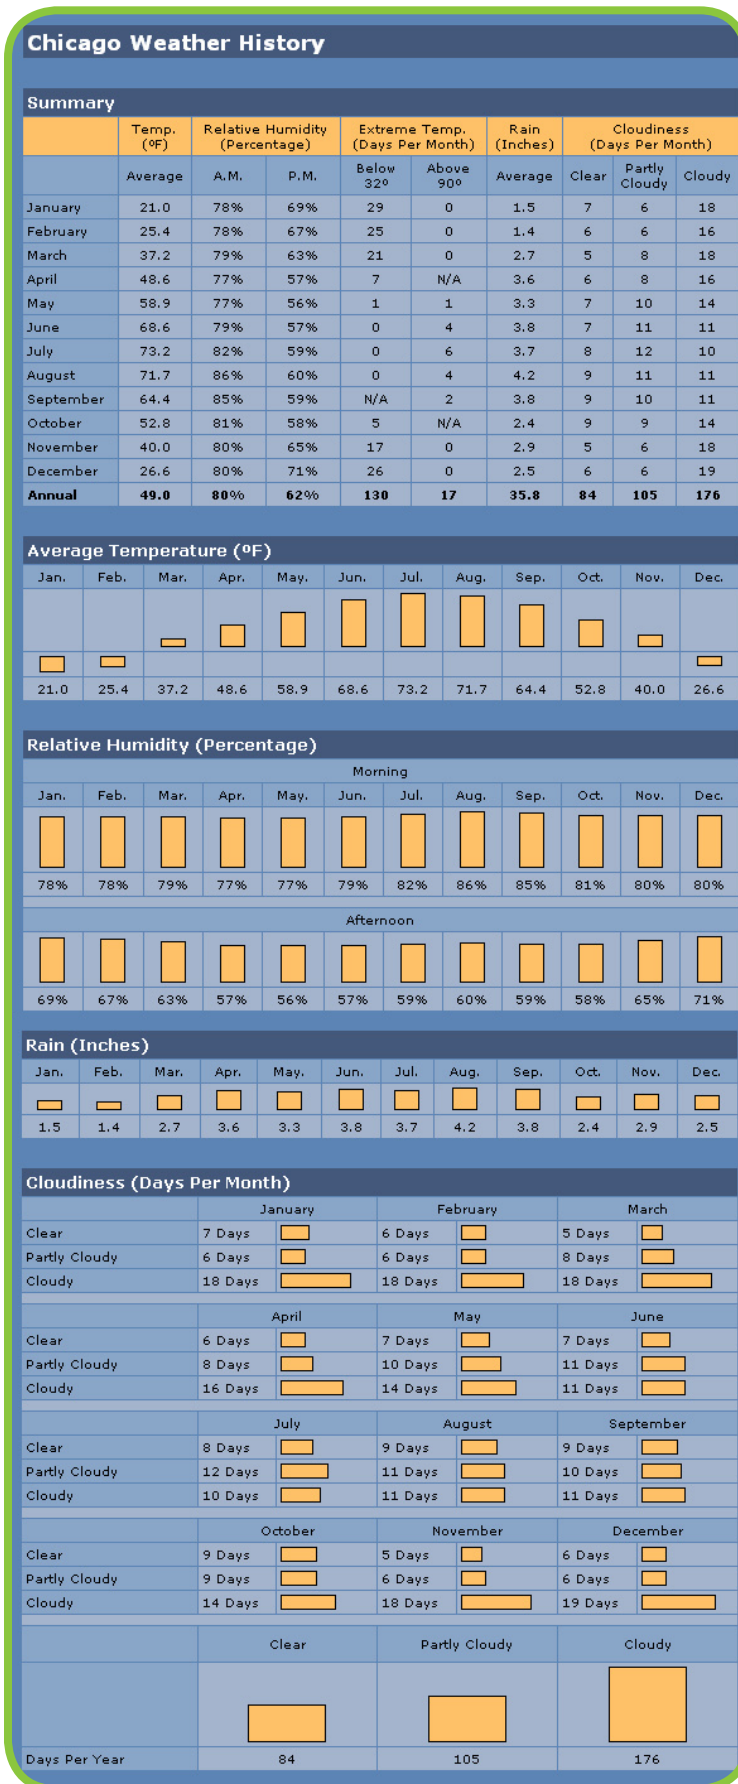 Chicago Weather History
Summary
Temp. (ºF) Relative Humidity (Percentage) Extreme Temp. (Days Per Month) Rain (Inches) Cloudiness (Days Per Month)
Average A.M. P.M. Below 32º Above 90º Average Clear Partly Cloudy Cloudy
January 21.0 78% 69% 29 0 1.5 7 6 18
February 25.4 78% 67% 25 0 1.4 6 6 16
March 37.2 79% 63% 21 0 2.7 5 8 18
April 48.6 77% 57% 7 N/A 3.6 6 8 16
May 58.9 77% 56% 1 1 3.3 7 10 14
June 68.6 79% 57% 0 4 3.8 7 11 11
July 73.2 82% 59% 0 6 3.7 8 12 10
August 71.7 86% 60% 0 4 4.2 9 11 11
September 64.4 85% 59% N/A 2 3.8 9 10 11
October 52.8 81% 58% 5 N/A 2.4 9 9 14
November 40.0 80% 65% 17 0 2.9 5 6 18
December 26.6 80% 71% 26 0 2.5 6 6 19
Annual 49.0 80% 62% 130 17 35.8 84 105 176
Average Temperature (ºF)
Jan. Feb. Mar. Apr. May. Jun. Jul. Aug. Sep. Oct. Nov. Dec.
21.0 25.4 37.2 48.6 58.9 68.6 73.2 71.7 64.4 52.8 40.0 26.6
Relative Humidity (Percentage)
Morning
Jan. Feb. Mar. Apr. May. Jun. Jul. Aug. Sep. Oct. Nov. Dec.
78% 78% 79% 77% 77% 79% 82% 86% 85% 81% 80% 80%
Afternoon
69% 67% 63% 57% 56% 57% 59% 60% 59% 58% 65% 71%
Rain (Inches)
Jan. Feb. Mar. Apr. May. Jun. Jul. Aug. Sep. Oct. Nov. Dec.
1.5 1.4 2.7 3.6 3.3 3.8 3.7 4.2 3.8 2.4 2.9 2.5
Cloudiness (Days Per Month)
January February March
Clear 7 Days 6 Days 5 Days
Partly Cloudy 6 Days 6 Days 8 Days
Cloudy 18 Days 18 Days 18 Days
April May June
Clear 6 Days 7 Days 7 Days
Partly Cloudy 8 Days 10 Days 11 Days
Cloudy 16 Days 14 Days 11 Days
July August September
Clear 8 Days 9 Days 9 Days
Partly Cloudy 12 Days 11 Days 10 Days
Cloudy 10 Days 11 Days 11 Days
October November December
Clear 9 Days 5 Days 6 Days
Partly Cloudy 9 Days 6 Days 6 Days
Cloudy 14 Days 18 Days 19 Days
Clear Partly Cloudy Cloudy
Days Per Year 84 105 176